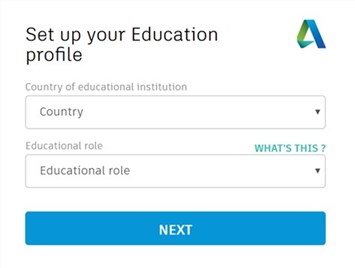 Set up your Education
profile
Country of educational institution
Country
Educational role
WHAT'S THIS ?
Educational role
NEXT